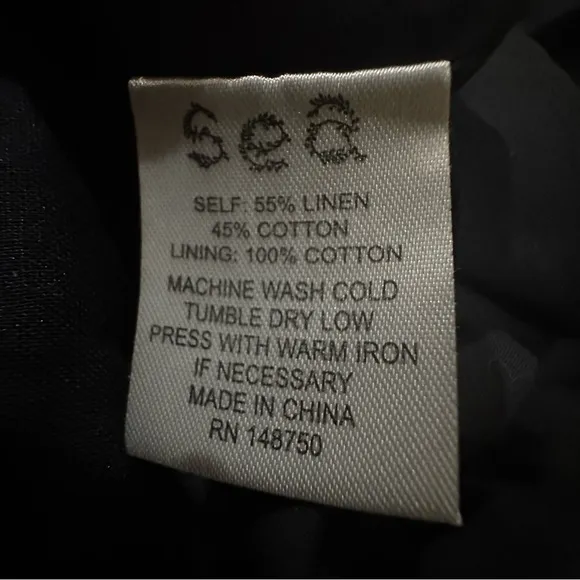 Sea
SELF: 55% LINEN
45% COTTON
LINING: 100% COTTON
MACHINE WASH COLD
TUMBLE DRY LOW
PRESS WITH WARM IRON
IF NECESSARY
MADE IN CHINA
RN 148750